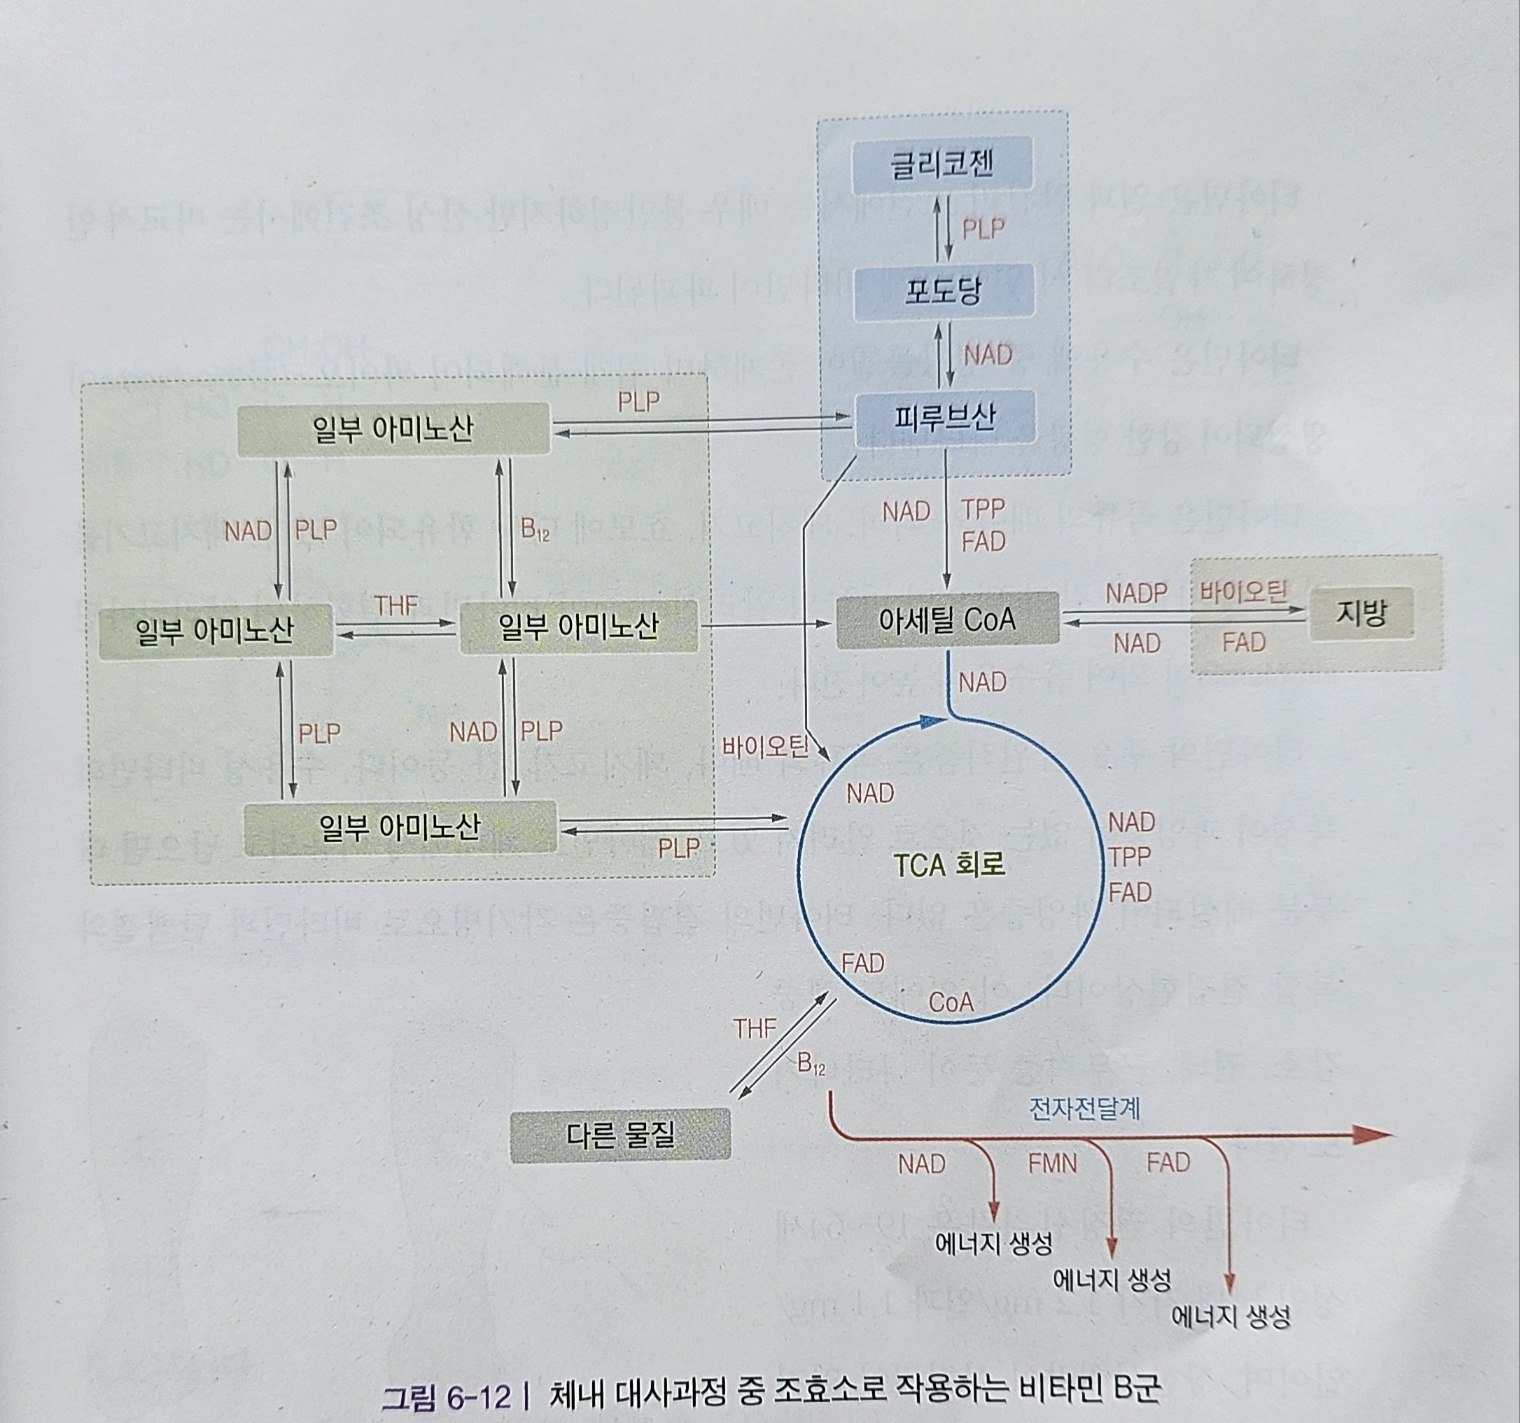 글리코젠
PLP
포도당
NAD
피루브산
PLP
일부 아미노산
NAD PLP
B12
NAD TPP
FAD
일부 아미노산
THF
일부 아미노산
아세틸 CoA
NADP 바이오틴
NAD FAD
지방
NAD
PLP
NAD PLP
바이오틴
일부 아미노산
PLP
NAD
TCA 회로
NAD
TPP
FAD
FAD
CoA
THF
B12
다른 물질
전자전달계
NAD FMN FAD
에너지 생성
에너지 생성
에너지 생성
그림 6-12 | 체내 대사과정 중 조효소로 작용하는 비타민 B군